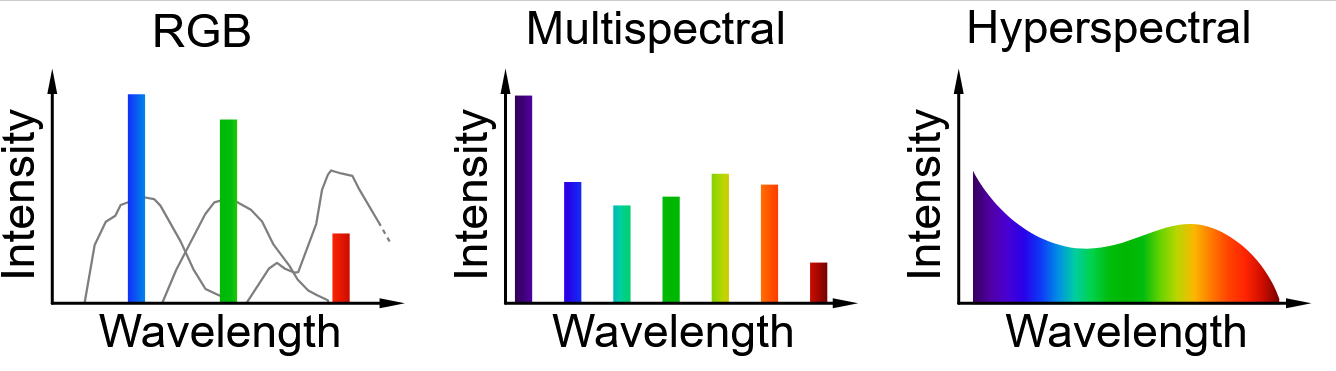 RGB
Intensity
Wavelength
Multispectral
Intensity
Wavelength
Hyperspectral
Intensity
Wavelength